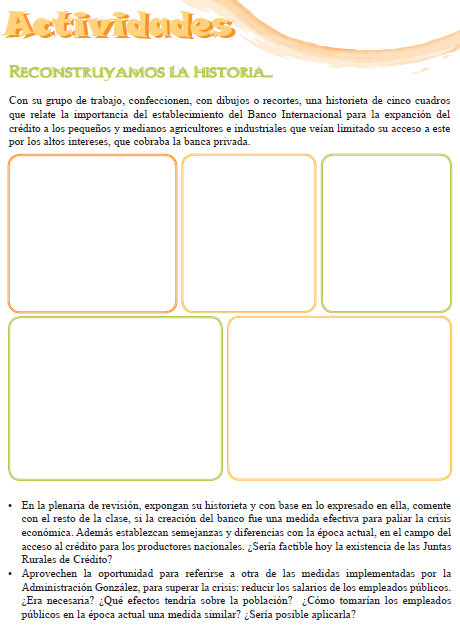 Actividades
RECONSTRUYAMOS LA HISTORIA...
Con su grupo de trabajo, confeccionen, con dibujos o recortes, una historieta de cinco cuadros
que relate la importancia del establecimiento del Banco Internacional para la expanción del
crédito a los pequeños y medianos agricultores e industriales que veían limitado su acceso a este
por los altos intereses, que cobraba la banca privada.
• En la plenaria de revisión, expongan su historieta y con base en lo expresado en ella, comente
con el resto de la clase, si la creación del banco fue una medida efectiva para paliar la crisis
económica. Además establezcan semejanzas y diferencias con la época actual, en el campo del
acceso al crédito para los productores nacionales. ¿Sería factible hoy la existencia de las Juntas
Rurales de Crédito?
• Aprovechen la oportunidad para referirse a otra de las medidas implementadas por la
Administración González, para superar la crisis: reducir los salarios de los empleados públicos.
¿Era necesaria? ¿Qué efectos tendría sobre la población? ¿Cómo tomarían los empleados
públicos en la época actual una medida similar? ¿Sería posible aplicarla?